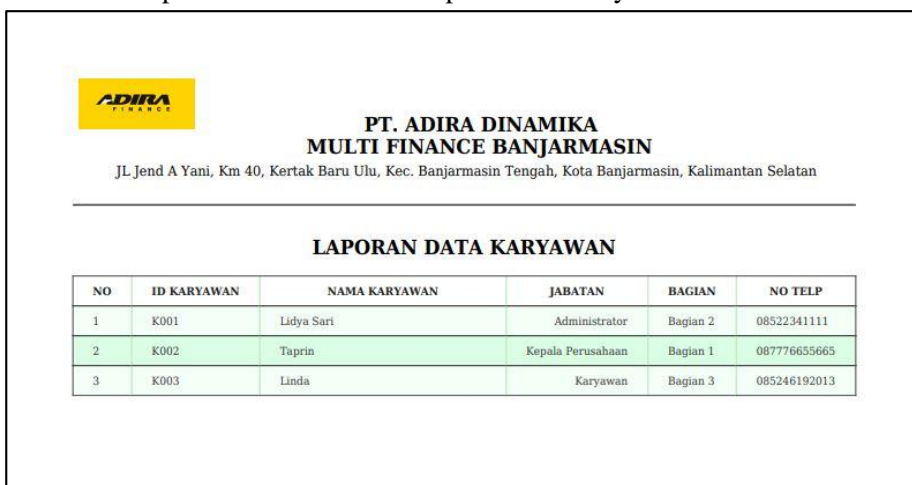 ADIRA
FINANCE
PT. ADIRA DINAMIKA
MULTI FINANCE BANJARMASIN
JL Jend A Yani, Km 40, Kertak Baru Ulu, Kec. Banjarmasin Tengah, Kota Banjarmasin, Kalimantan Selatan
LAPORAN DATA KARYAWAN
NO ID KARYAWAN NAMA KARYAWAN JABATAN BAGIAN NO TELP
1 K001 Lidya Sari Administrator Bagian 2 08522341111
2 K002 Taprin Kepala Perusahaan Bagian 1 087776655665
3 K003 Linda Karyawan Bagian 3 085246192013